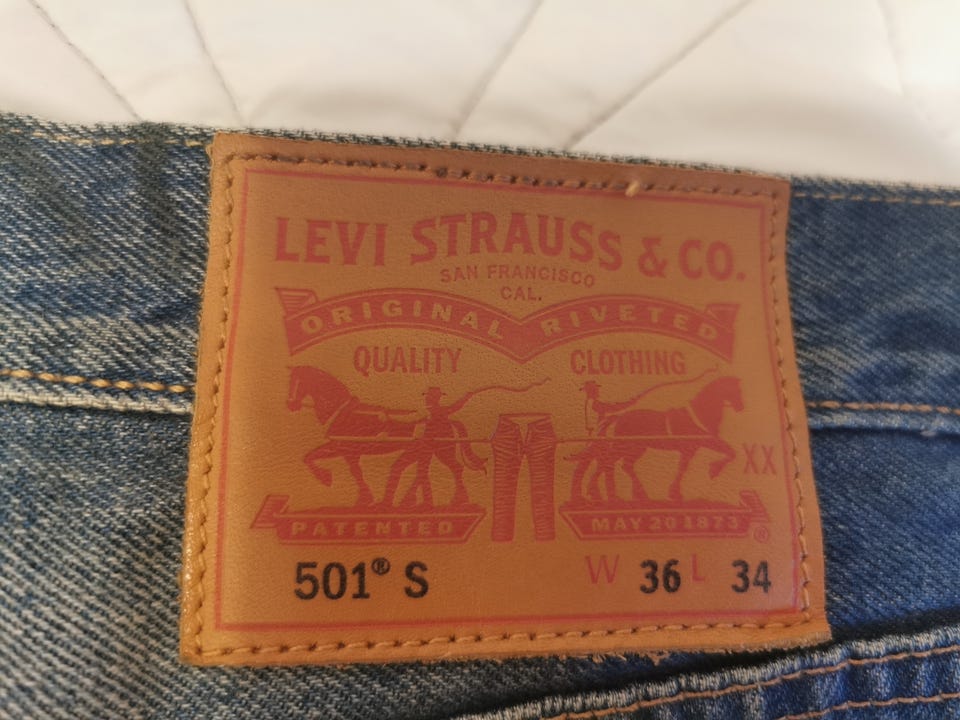 LEVI STRAUSS & CO.
SAN FRANCISCO
CAL.
ORIGINAL RIVETED
QUALITY CLOTHING
XX
PATENTED MAY 20 1873 ®
501® S W 36 L 34